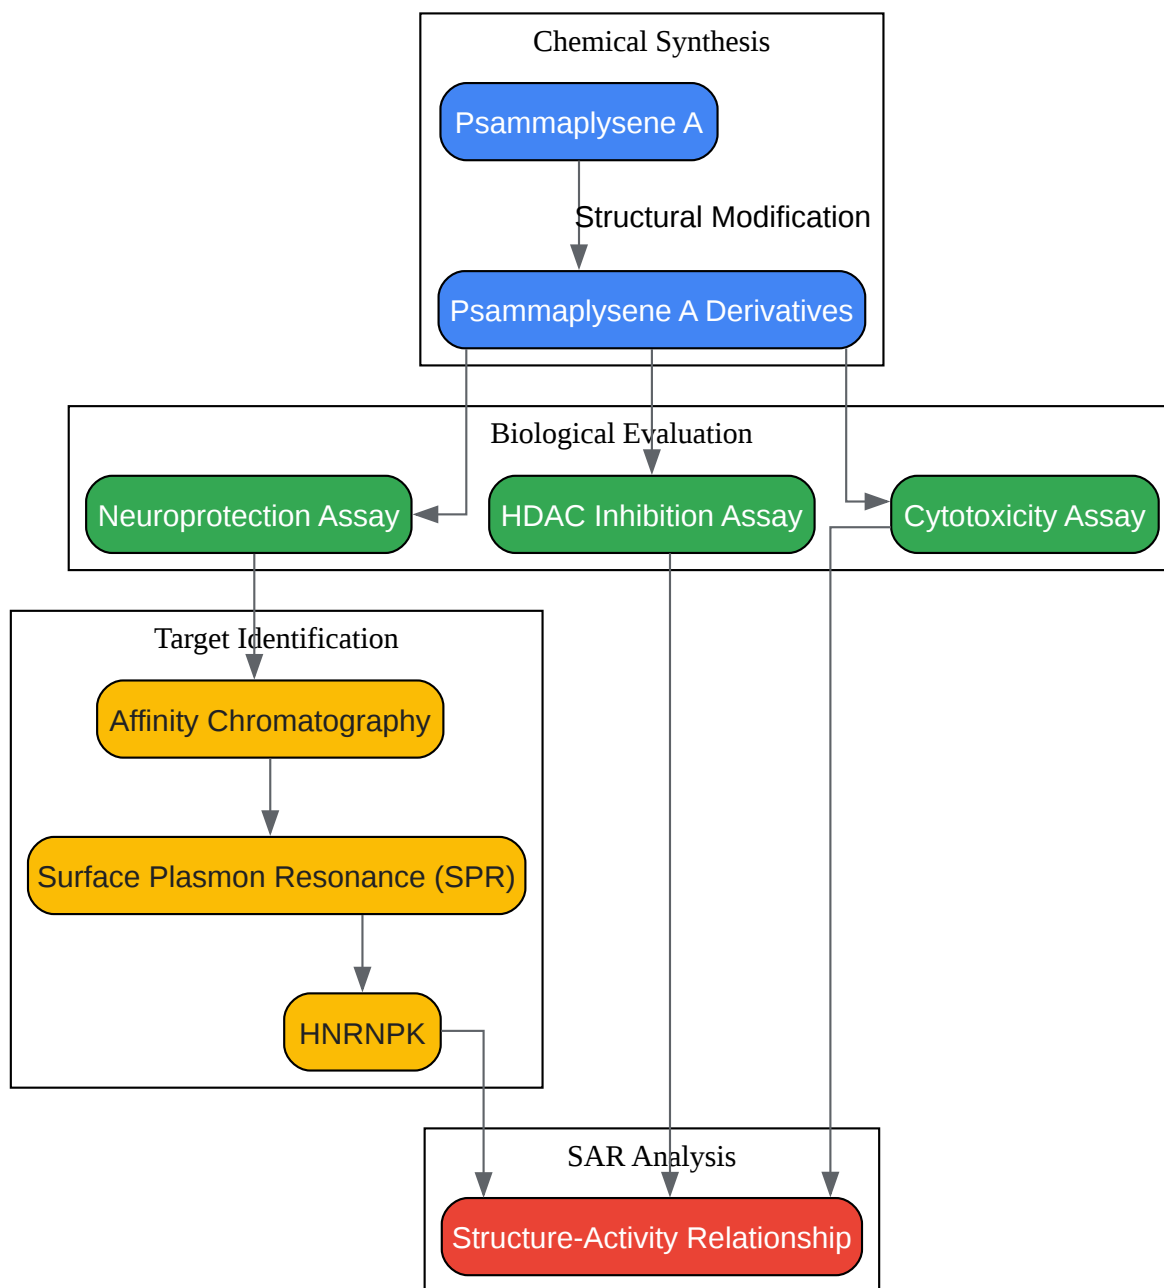 Chemical Synthesis
Psammaplysene A
Structural Modification
Psammaplysene A Derivatives
Biological Evaluation
Neuroprotection Assay
HDAC Inhibition Assay
Cytotoxicity Assay
Target Identification
Affinity Chromatography
Surface Plasmon Resonance (SPR)
HNRNPK
SAR Analysis
Structure-Activity Relationship